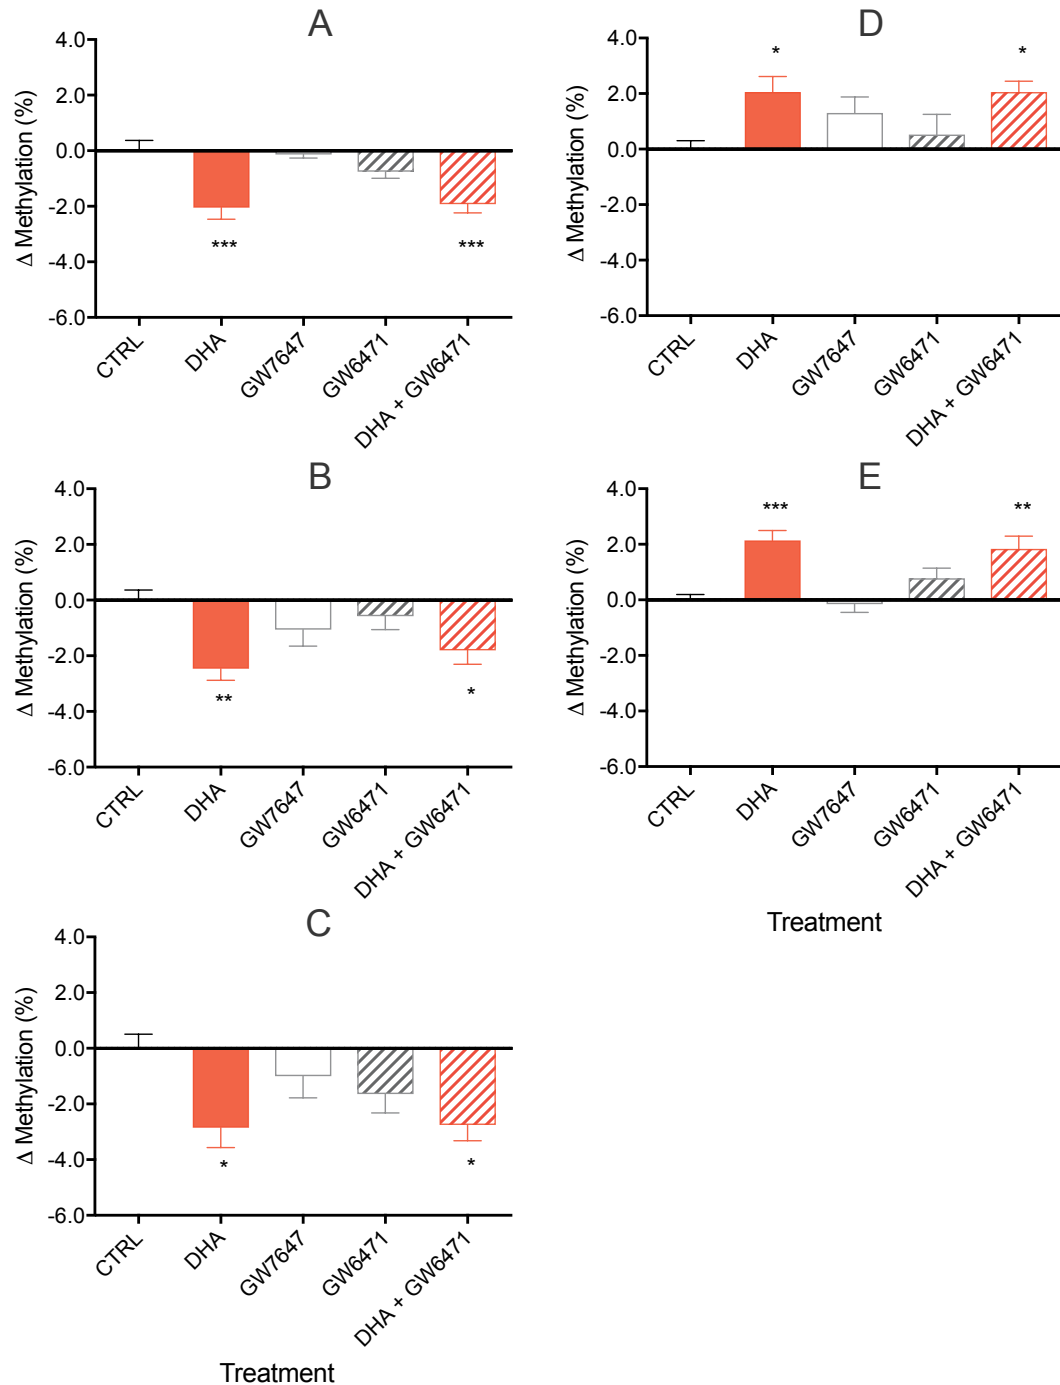 A
4.0
2.0
0.0
-2.0
-4.0
-6.0
Δ Methylation (%)
***
***
CTRL
DHA
GW7647
GW6471
DHA + GW6471
B
4.0
2.0
0.0
-2.0
-4.0
-6.0
Δ Methylation (%)
**
*
CTRL
DHA
GW7647
GW6471
DHA + GW6471
C
4.0
2.0
0.0
-2.0
-4.0
-6.0
Δ Methylation (%)
*
*
CTRL
DHA
GW7647
GW6471
DHA + GW6471
Treatment
D
4.0
2.0
0.0
-2.0
-4.0
-6.0
Δ Methylation (%)
*
*
CTRL
DHA
GW7647
GW6471
DHA + GW6471
E
4.0
2.0
0.0
-2.0
-4.0
-6.0
Δ Methylation (%)
***
**
CTRL
DHA
GW7647
GW6471
DHA + GW6471
Treatment